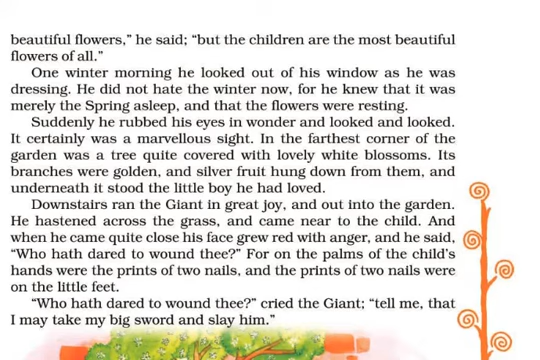 beautiful flowers,” he said; “but the children are the most beautiful
flowers of all.”
One winter morning he looked out of his window as he was
dressing. He did not hate the winter now, for he knew that it was
merely the Spring asleep, and that the flowers were resting.
Suddenly he rubbed his eyes in wonder and looked and looked.
It certainly was a marvellous sight. In the farthest corner of the
garden was a tree quite covered with lovely white blossoms. Its
branches were golden, and silver fruit hung down from them, and
underneath it stood the little boy he had loved.
Downstairs ran the Giant in great joy, and out into the garden.
He hastened across the grass, and came near to the child. And
when he came quite close his face grew red with anger, and he said,
“Who hath dared to wound thee?” For on the palms of the child’s
hands were the prints of two nails, and the prints of two nails were
on the little feet.
“Who hath dared to wound thee?” cried the Giant; “tell me, that
I may take my big sword and slay him.”